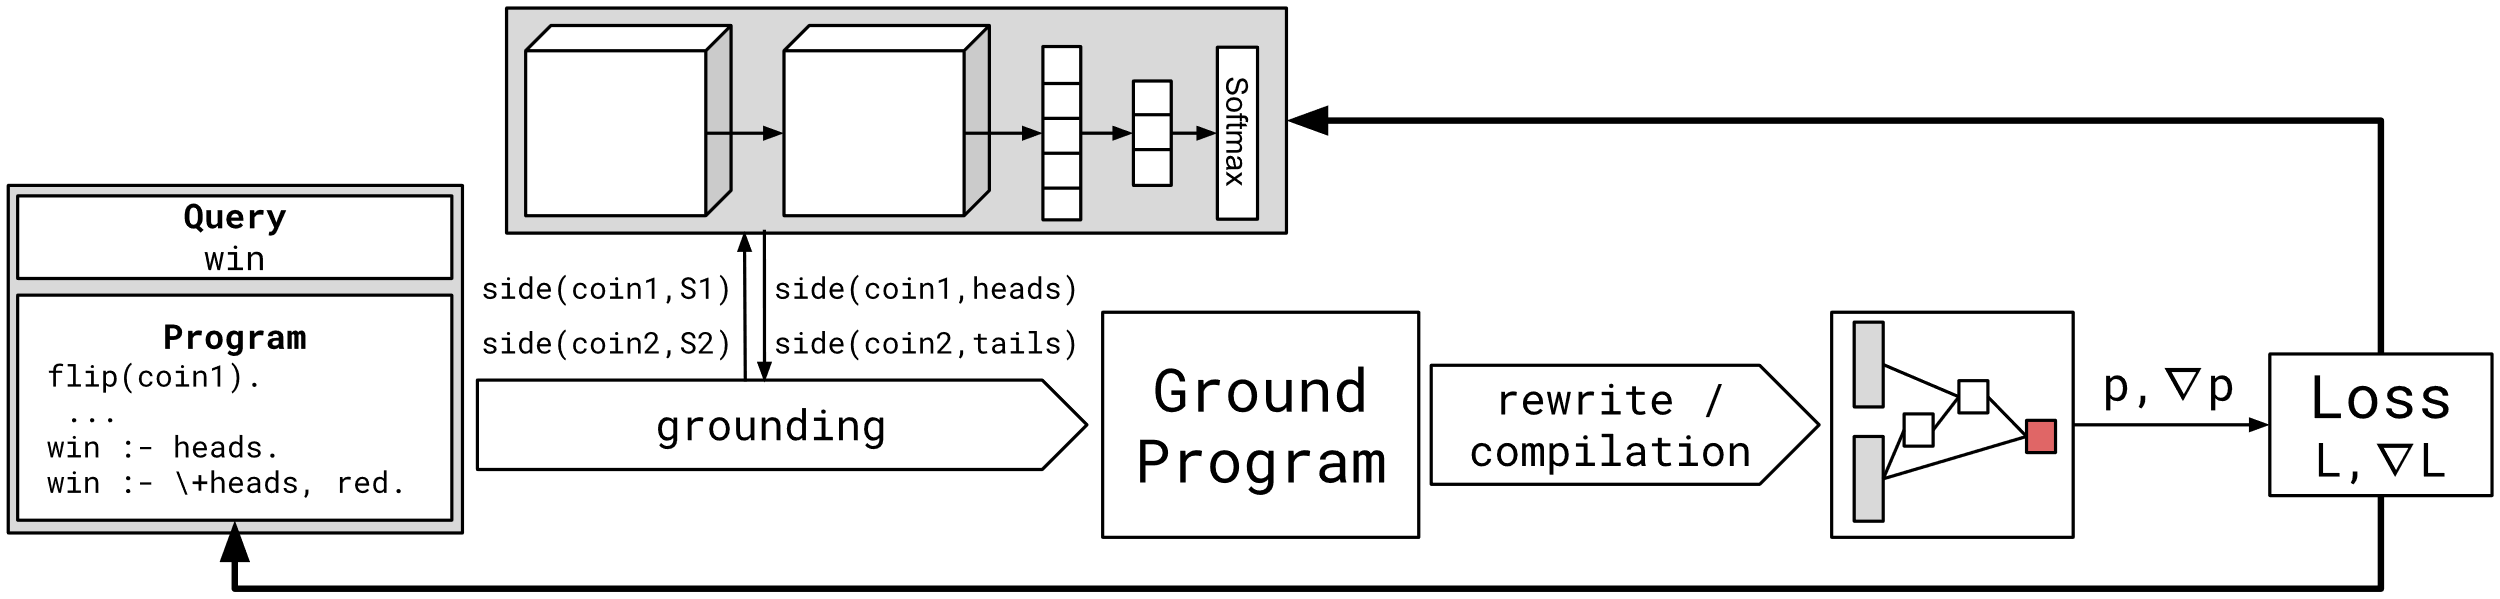 Softmax
Query
win
Program
flip(coin1).
...
win :- heads.
win :- \+heads, red.
side(coin1,S1)
side(coin1,heads)
side(coin2,S2)
side(coin2,tails)
grounding
Ground
Program
rewrite /
compilation
p,▽p
Loss
L,▽L